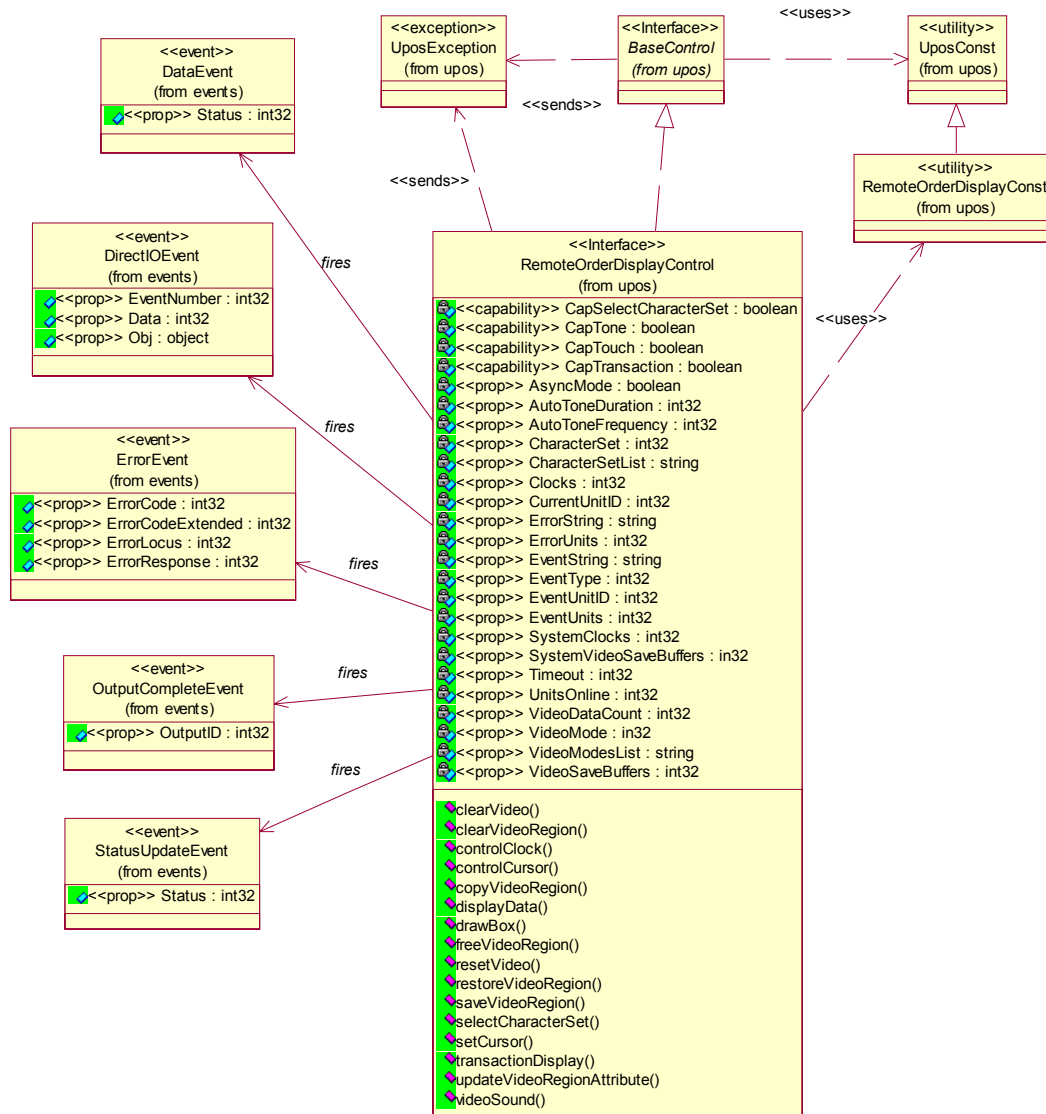 <<event>>
DataEvent
(from events)
<<prop>> Status : int32
<<exception>>
UposException
(from upos)
<<Interface>>
BaseControl
(from upos)
<<uses>>
<<utility>>
UposConst
(from upos)
<<sends>>
<<sends>>
<<utility>>
RemoteOrderDisplayConst
(from upos)
<<uses>>
<<event>>
DirectIOEvent
(from events)
<<prop>> EventNumber : int32
<<prop>> Data : int32
<<prop>> Obj : object
fires
fires
<<event>>
ErrorEvent
(from events)
<<prop>> ErrorCode : int32
<<prop>> ErrorCodeExtended : int32
<<prop>> ErrorLocus : int32
<<prop>> ErrorResponse : int32
fires
<<event>>
OutputCompleteEvent
(from events)
<<prop>> OutputID : int32
fires
<<event>>
StatusUpdateEvent
(from events)
<<prop>> Status : int32
fires
<<Interface>>
RemoteOrderDisplayControl
(from upos)
<<capability>> CapSelectCharacterSet : boolean
<<capability>> CapTone : boolean
<<capability>> CapTouch : boolean
<<capability>> CapTransaction : boolean
<<prop>> AsyncMode : boolean
<<prop>> AutoToneDuration : int32
<<prop>> AutoToneFrequency : int32
<<prop>> CharacterSet : int32
<<prop>> CharacterSetList : string
<<prop>> Clocks : int32
<<prop>> CurrentUnitID : int32
<<prop>> ErrorString : string
<<prop>> ErrorUnits : int32
<<prop>> EventString : string
<<prop>> EventType : int32
<<prop>> EventUnitID : int32
<<prop>> EventUnits : int32
<<prop>> SystemClocks : int32
<<prop>> SystemVideoSaveBuffers : in32
<<prop>> Timeout : int32
<<prop>> UnitsOnline : int32
<<prop>> VideoDataCount : int32
<<prop>> VideoMode : in32
<<prop>> VideoModesList : string
<<prop>> VideoSaveBuffers : int32
clearVideo()
clearVideoRegion()
controlClock()
controlCursor()
copyVideoRegion()
displayData()
drawBox()
freeVideoRegion()
resetVideo()
restoreVideoRegion()
saveVideoRegion()
selectCharacterSet()
setCursor()
transactionDisplay()
updateVideoRegionAttribute()
videoSound()